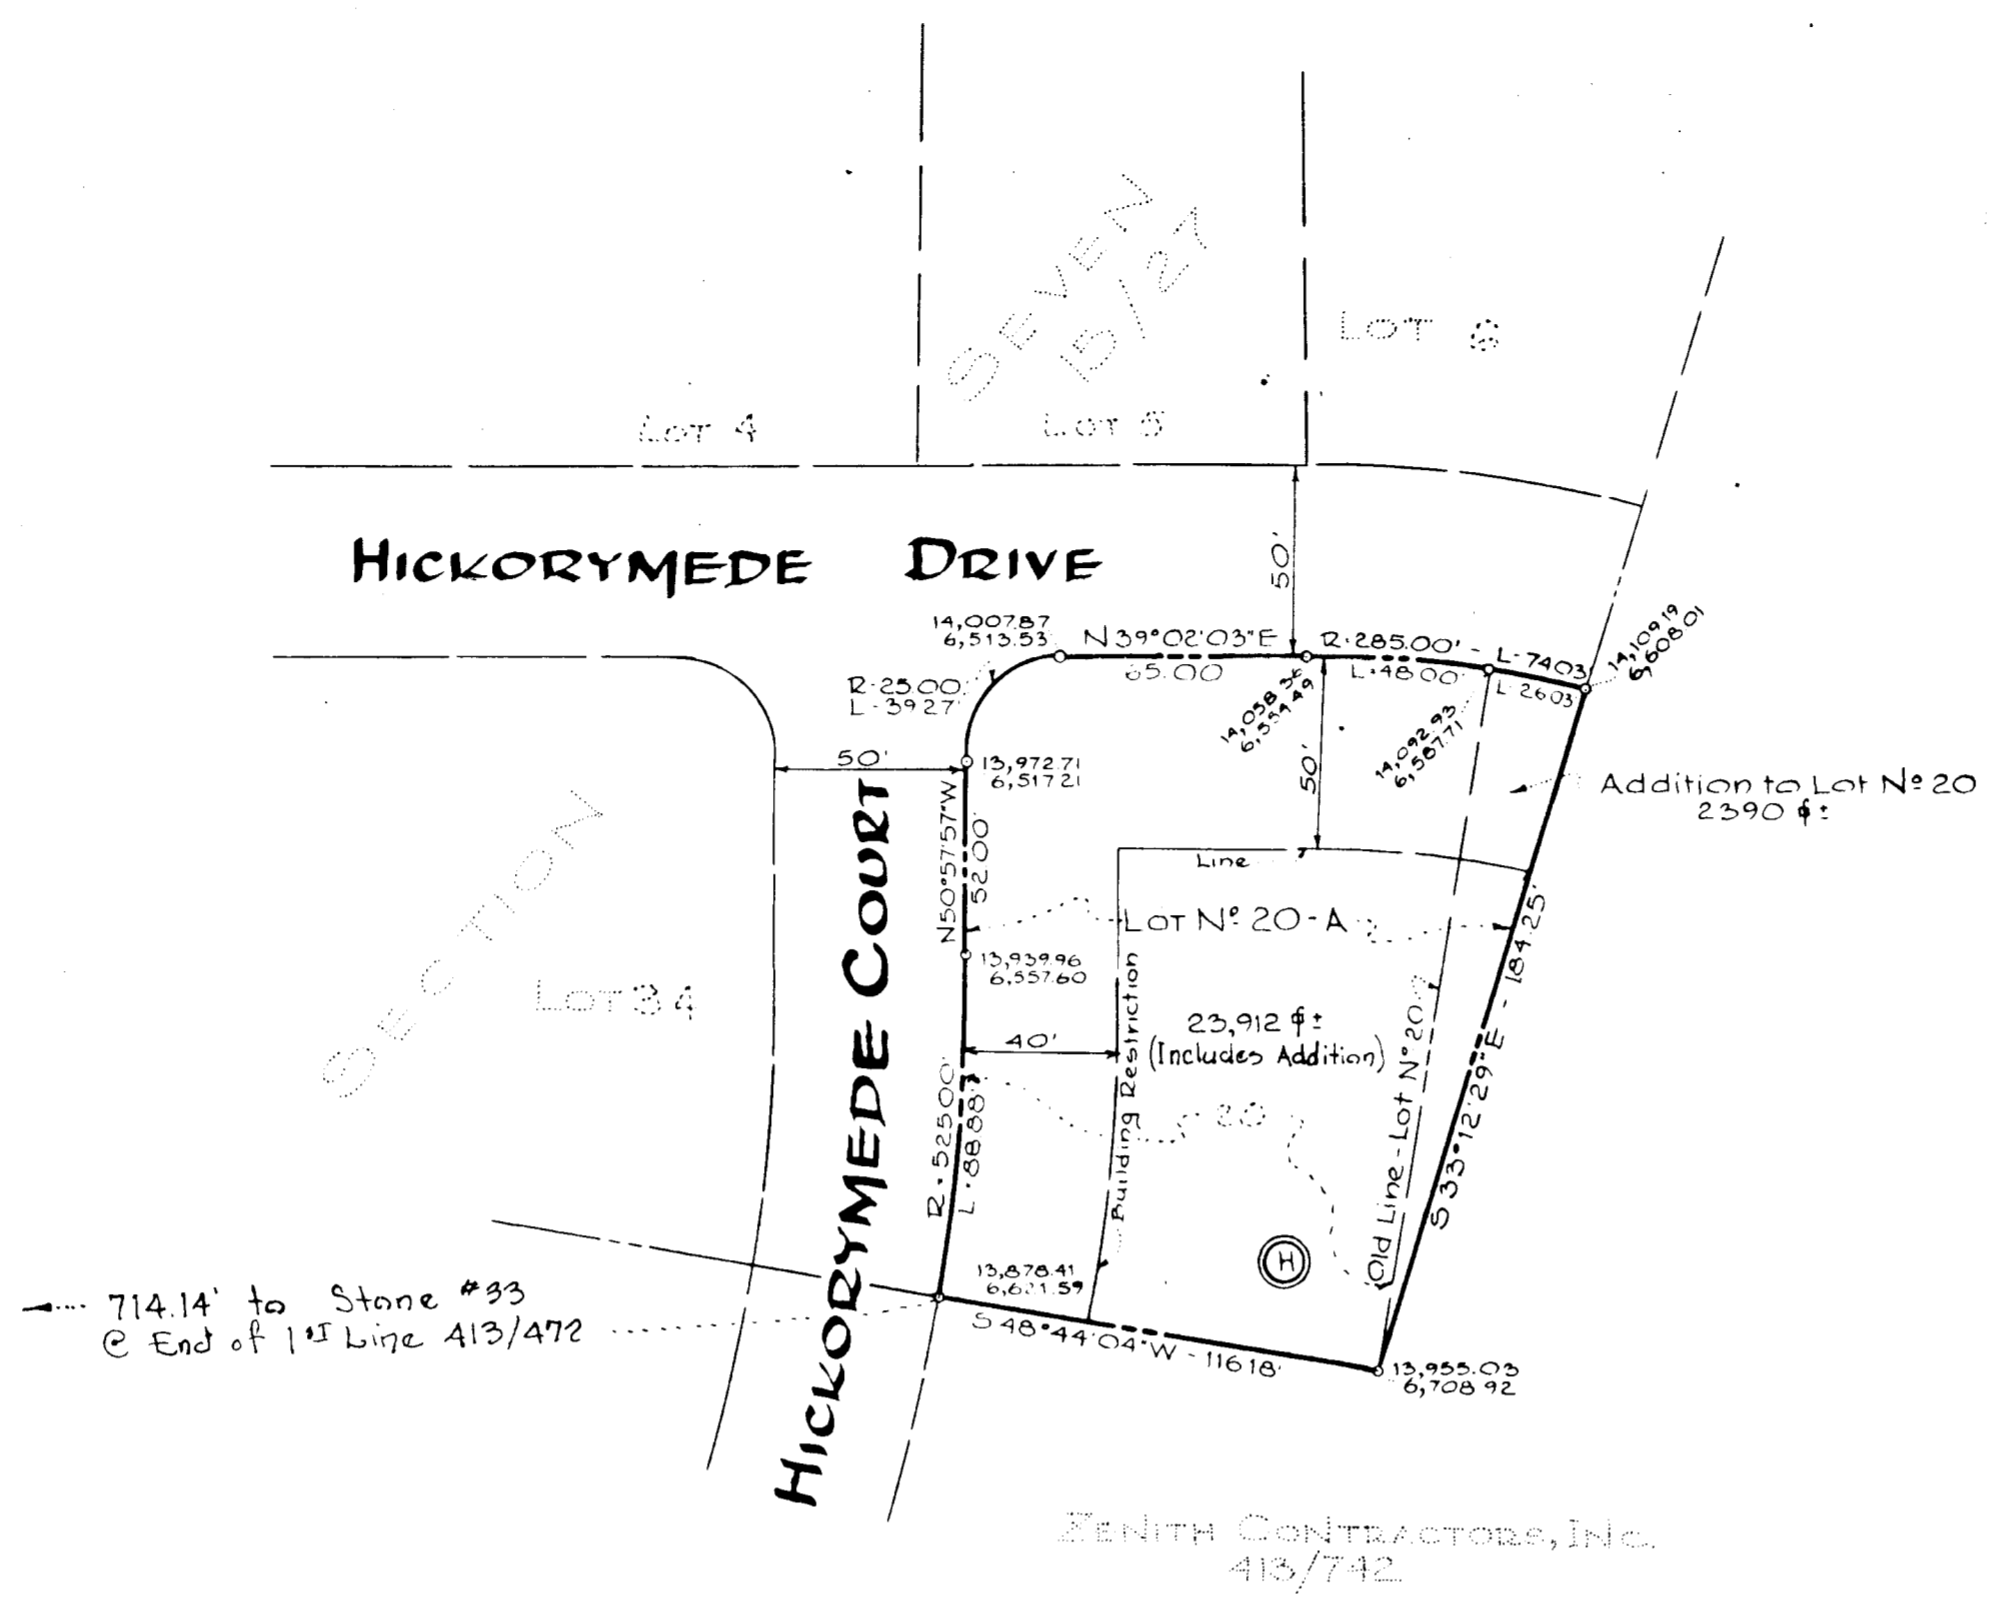 SEVEN
15/27
LOT 6
LOT 4
LOT 5
HICKORYMEDE DRIVE
50'
14,007.87
6,513.53
N39°02'03"E
65.00
R=285.00' - L=74.03'
L=48.00'
L=26.03'
14,109.19
6,608.01
R=25.00'
L=39.27'
14,058.36
6,554.49
14,092.93
6,587.71
50'
50'
13,972.71
6,517.21
Addition to Lot Nº 20
2390 ±
N50°57'57"W
52.00'
Line
LOT Nº 20-A
184.25'
13,939.96
6,557.60
SECTION
LOT 34
HICKORYMEDE COURT
40'
23,912 ±
(Includes Addition)
Building Restriction
20
Old Line - Lot Nº 20
S 33°12'29"E - 184.25'
R=525.00'
L=88.88'
H
13,878.41
6,621.59
714.14' to Stone #33
@ End of 1st Line 413/472
S 48°44'04"W - 116.18'
13,955.03
6,708.92
ZENITH CONTRACTORS, INC.
413/742